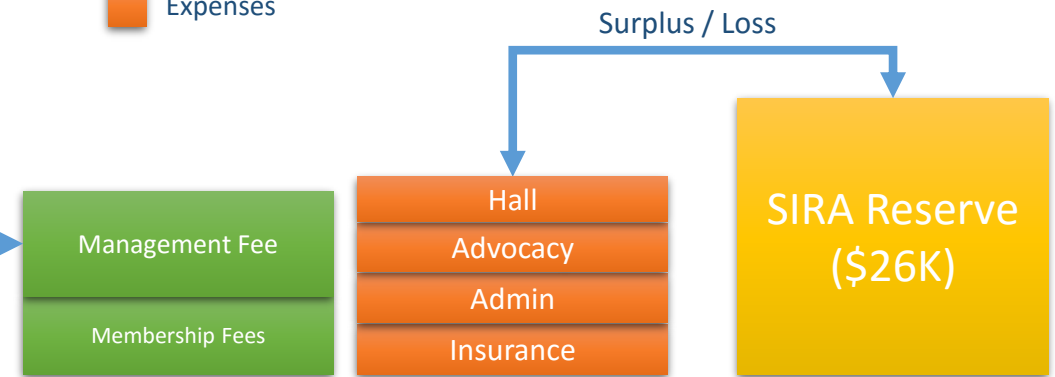 Expenses
Surplus / Loss
Management Fee
Membership Fees
Hall
Advocacy
Admin
Insurance
SIRA Reserve
($26K)